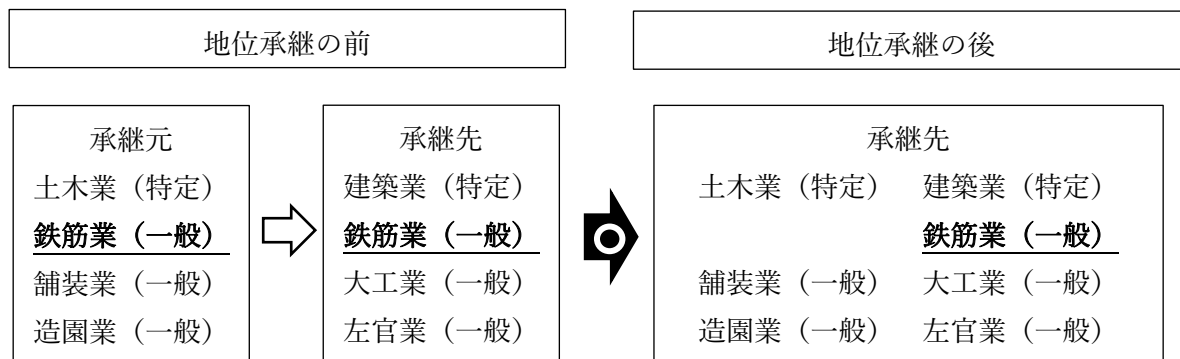 地位承継の前
地位承継の後
承継元
土木業（特定）
鉄筋業（一般）
舗装業（一般）
造園業（一般）
承継先
建築業（特定）
鉄筋業（一般）
大工業（一般）
左官業（一般）
承継先
土木業（特定） 建築業（特定）
鉄筋業（一般）
舗装業（一般） 大工業（一般）
造園業（一般） 左官業（一般）